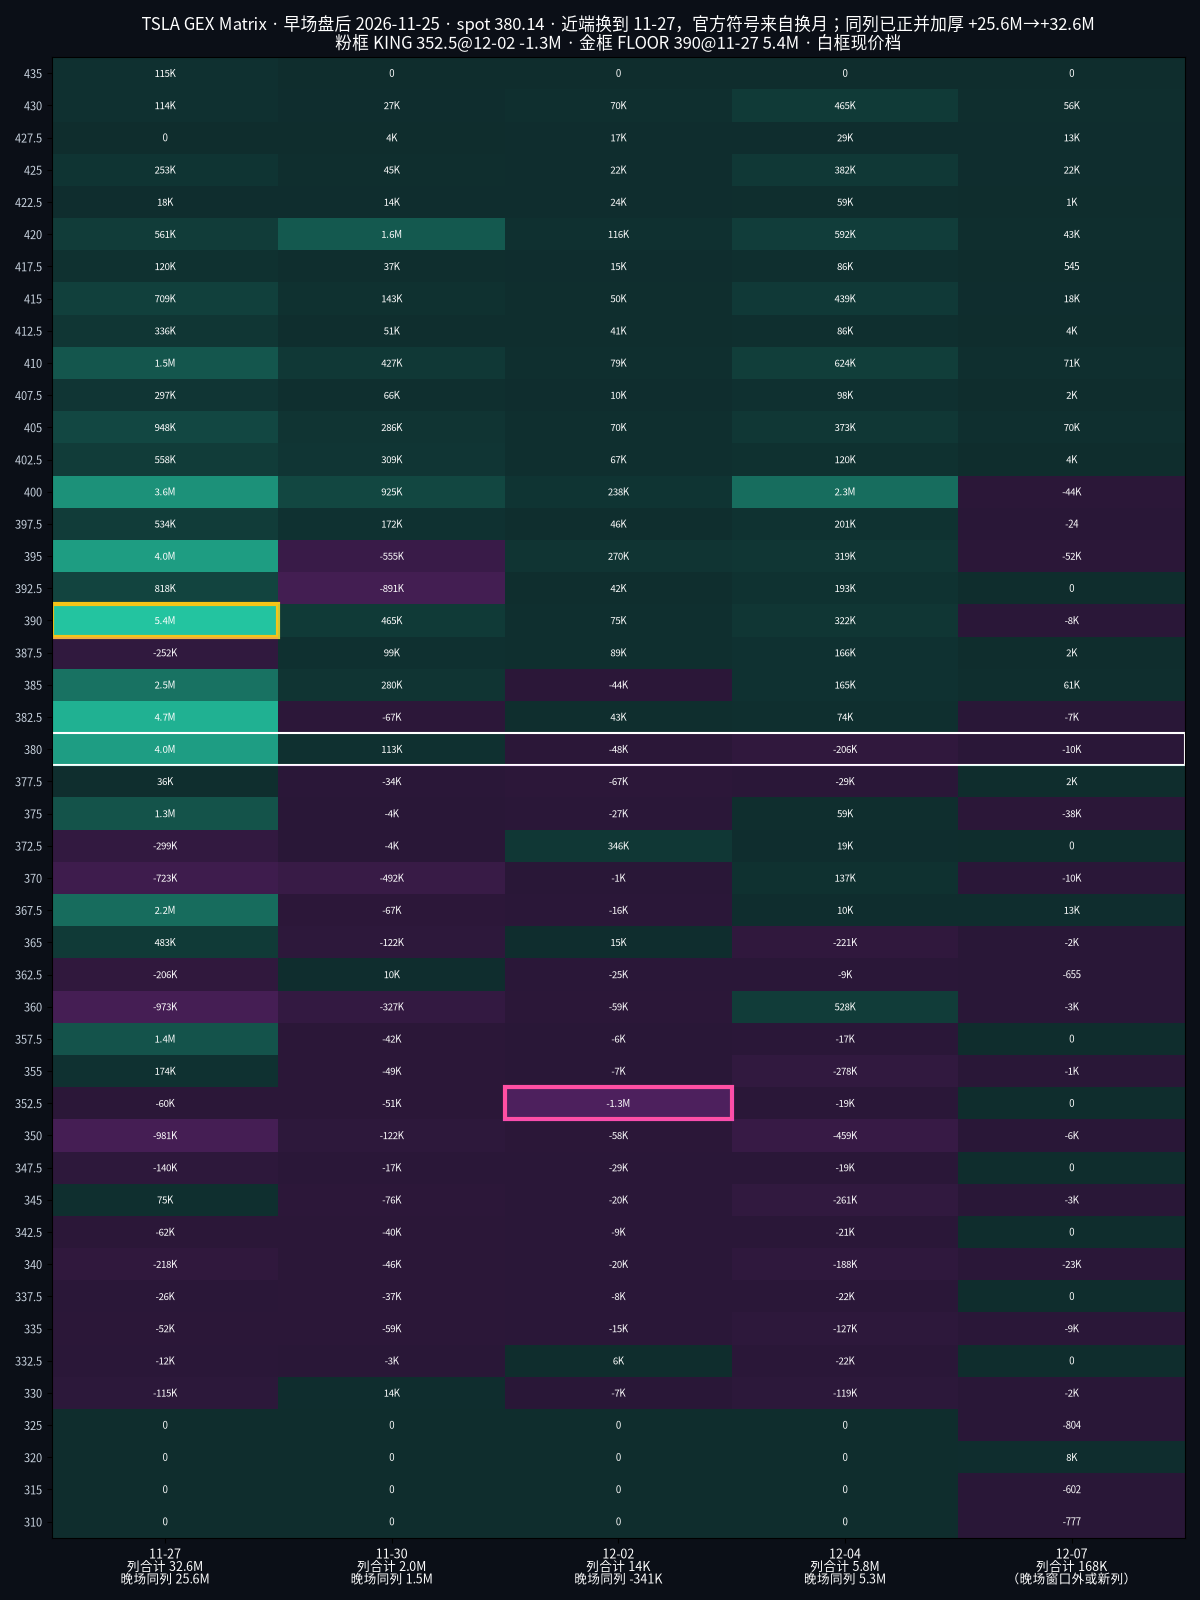 TSLA GEX Matrix · 早场盘后 2026-11-25 · spot 380.14 · 近端换到 11-27，官方符号来自换月；同列已正并加厚 +25.6M→+32.6M
粉框 KING 352.5@12-02 -1.3M · 金框 FLOOR 390@11-27 5.4M · 白框现价档
435 115K 0 0 0 0
430 114K 27K 70K 465K 56K
427.5 0 4K 17K 29K 13K
425 253K 45K 22K 382K 22K
422.5 18K 14K 24K 59K 1K
420 561K 1.6M 116K 592K 43K
417.5 120K 37K 15K 86K 545
415 709K 143K 50K 439K 18K
412.5 336K 51K 41K 86K 4K
410 1.5M 427K 79K 624K 71K
407.5 297K 66K 10K 98K 2K
405 948K 286K 70K 373K 70K
402.5 558K 309K 67K 120K 4K
400 3.6M 925K 238K 2.3M -44K
397.5 534K 172K 46K 201K -24
395 4.0M -555K 270K 319K -52K
392.5 818K -891K 42K 193K 0
390 5.4M 465K 75K 322K -8K
387.5 -252K 99K 89K 166K 2K
385 2.5M 280K -44K 165K 61K
382.5 4.7M -67K 43K 74K -7K
380 4.0M 113K -48K -206K -10K
377.5 36K -34K -67K -29K 2K
375 1.3M -4K -27K 59K -38K
372.5 -299K -4K 346K 19K 0
370 -723K -492K -1K 137K -10K
367.5 2.2M -67K -16K 10K 13K
365 483K -122K 15K -221K -2K
362.5 -206K 10K -25K -9K -655
360 -973K -327K -59K 528K -3K
357.5 1.4M -42K -6K -17K 0
355 174K -49K -7K -278K -1K
352.5 -60K -51K -1.3M -19K 0
350 -981K -122K -58K -459K -6K
347.5 -140K -17K -29K -19K 0
345 75K -76K -20K -261K -3K
342.5 -62K -40K -9K -21K 0
340 -218K -46K -20K -188K -23K
337.5 -26K -37K -8K -22K 0
335 -52K -59K -15K -127K -9K
332.5 -12K -3K 6K -22K 0
330 -115K 14K -7K -119K -2K
325 0 0 0 0 -804
320 0 0 0 0 8K
315 0 0 0 0 -602
310 0 0 0 0 -777
11-27 11-30 12-02 12-04 12-07
列合计 32.6M 列合计 2.0M 列合计 14K 列合计 5.8M 列合计 168K
晚场同列 25.6M 晚场同列 1.5M 晚场同列 -341K 晚场同列 5.3M （晚场窗口外或新列）